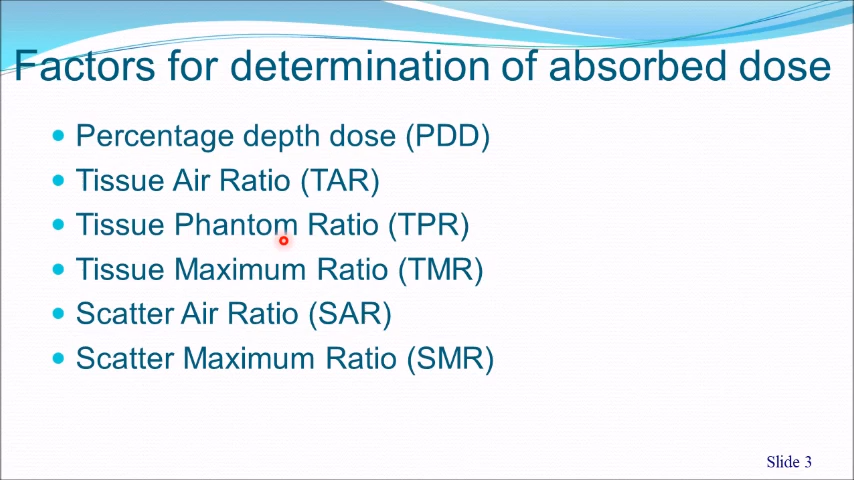 Factors for determination of absorbed dose
• Percentage depth dose (PDD)
• Tissue Air Ratio (TAR)
• Tissue Phantom Ratio (TPR)
• Tissue Maximum Ratio (TMR)
• Scatter Air Ratio (SAR)
• Scatter Maximum Ratio (SMR)
Slide 3